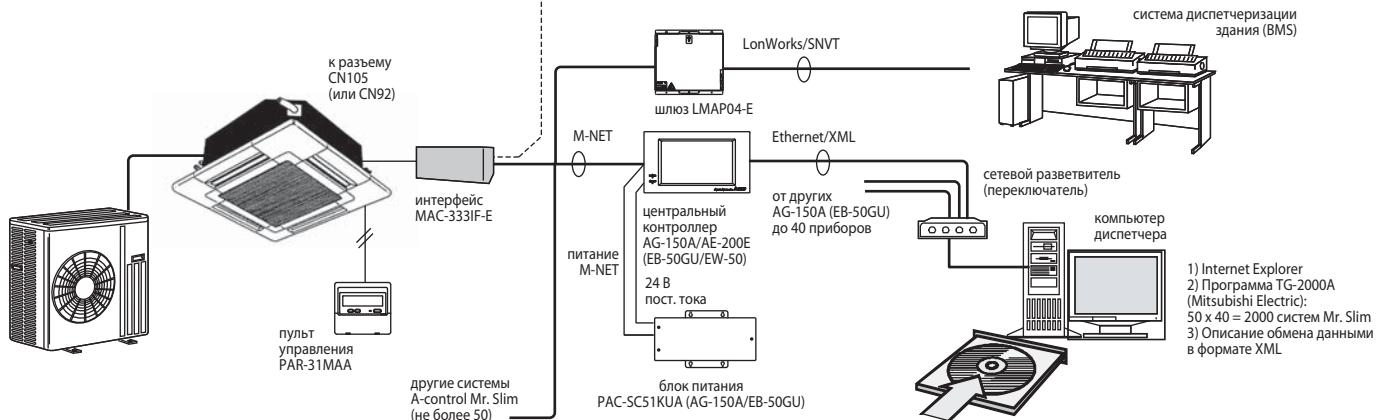 система диспетчеризации
здания (BMS)
LonWorks/SNVT
к разъему
CN105
(или CN92)
шлюз LMAP04-E
M-NET
Ethernet/XML
сетевой разветвитель
(переключатель)
интерфейс
MAC-333IF-E
центральный
контроллер
AG-150A/AE-200E
(EB-50GU/EW-50)
от других
AG-150A (EB-50GU)
до 40 приборов
компьютер
диспетчера
питание
M-NET
24 В
пост. тока
1) Internet Explorer
2) Программа TG-2000A
(Mitsubishi Electric):
50 x 40 = 2000 систем Mr. Slim
3) Описание обмена данными
в формате XML
пульт
управления
PAR-31MAA
другие системы
A-control Mr. Slim
(не более 50)
блок питания
PAC-SC51KUA (AG-150A/EB-50GU)